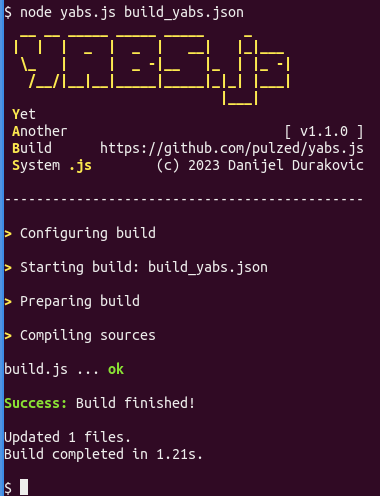 $ node yabs.js build_yabs.json
YABS.js
Yet
Another [ v1.1.0 ]
Build https://github.com/pulzed/yabs.js
System .js (c) 2023 Danijel Durakovic
---------------------------------------------
> Configuring build
> Starting build: build_yabs.json
> Preparing build
> Compiling sources
build.js ... ok
Success: Build finished!
Updated 1 files.
Build completed in 1.21s.
$